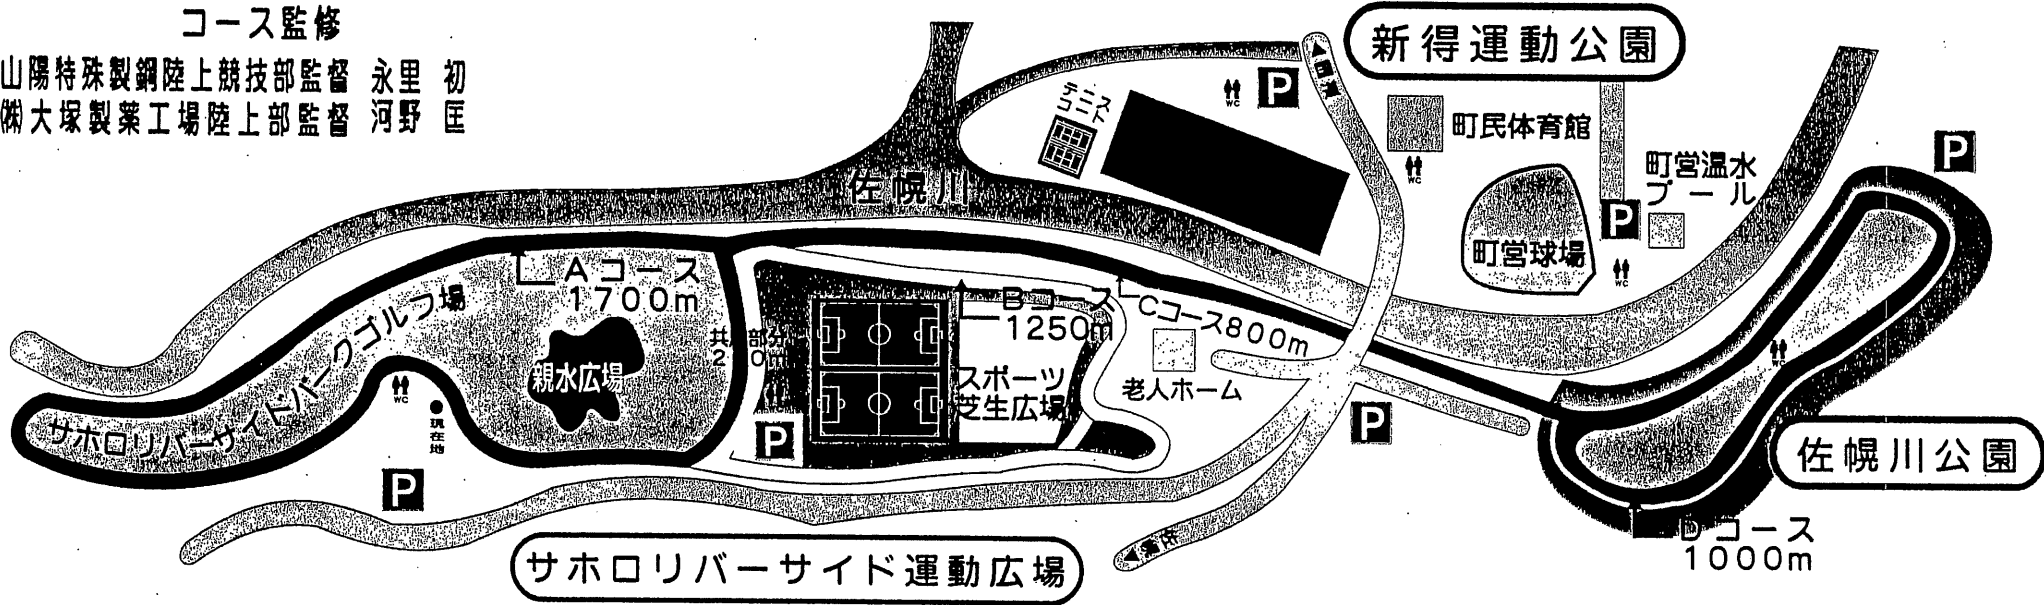 コース監修
山陽特殊製鋼陸上競技部監督 永里 初
㈱大塚製薬工場陸上部監督 河野 匡
新得運動公園
P
WC
テニス
コート
町民体育館
WC
町営温水
プール
P
P
WC
町営球場
佐幌川
Aコース
1700m
Bコース
1250m
Cコース800m
サホロリバーサイドパークゴルフ場
親水広場
スポーツ
芝生広場
老人ホーム
WC
●現在地
P
P
P
佐幌川公園
Dコース
1000m
サホロリバーサイド運動広場